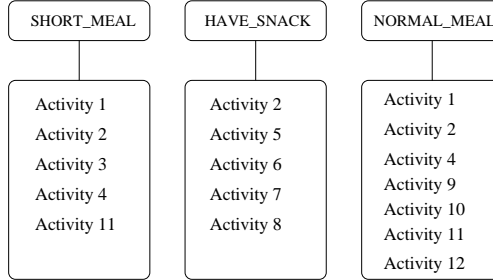 SHORT_MEAL
Activity 1
Activity 2
Activity 3
Activity 4
Activity 11
HAVE_SNACK
Activity 2
Activity 5
Activity 6
Activity 7
Activity 8
NORMAL_MEAL
Activity 1
Activity 2
Activity 4
Activity 9
Activity 10
Activity 11
Activity 12